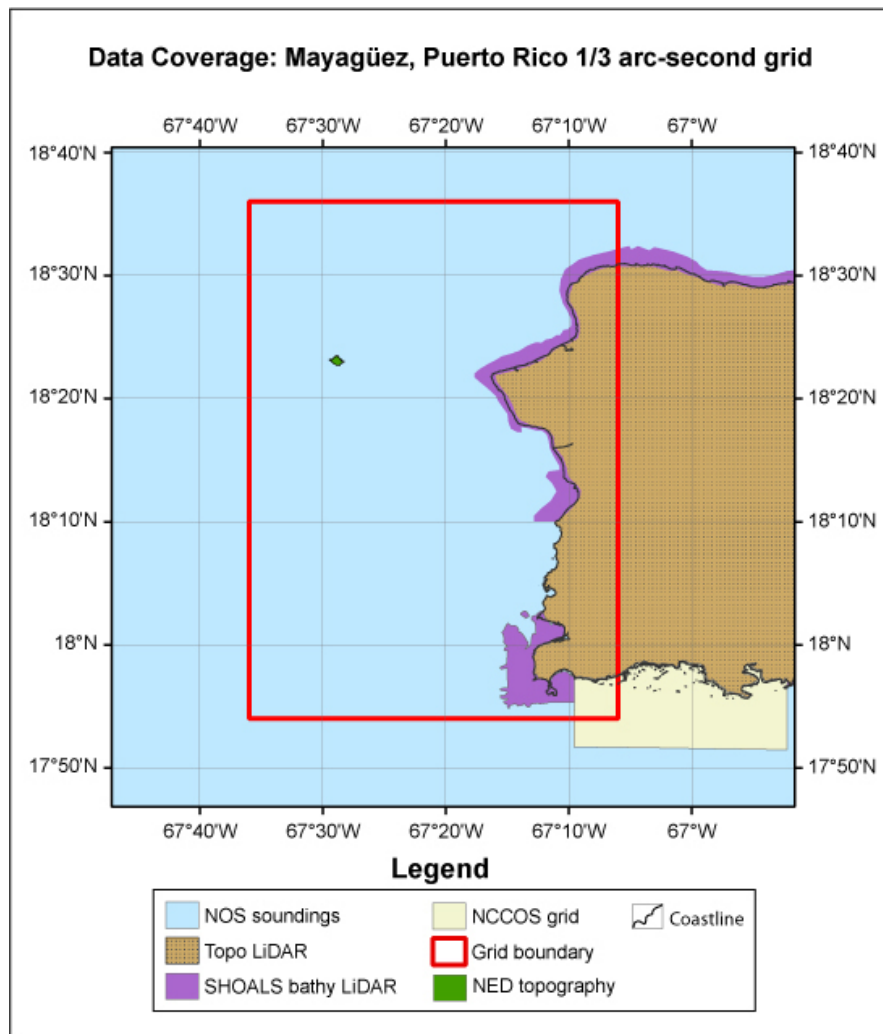 Data Coverage: Mayagüez, Puerto Rico 1/3 arc-second grid
67°40'W 67°30'W 67°20'W 67°10'W 67°W
18°40'N 18°40'N
18°30'N 18°30'N
18°20'N 18°20'N
18°10'N 18°10'N
18°N 18°N
17°50'N 17°50'N
67°40'W 67°30'W 67°20'W 67°10'W 67°W
Legend
NOS soundings NCCOS grid Coastline
Topo LiDAR Grid boundary
SHOALS bathy LiDAR NED topography